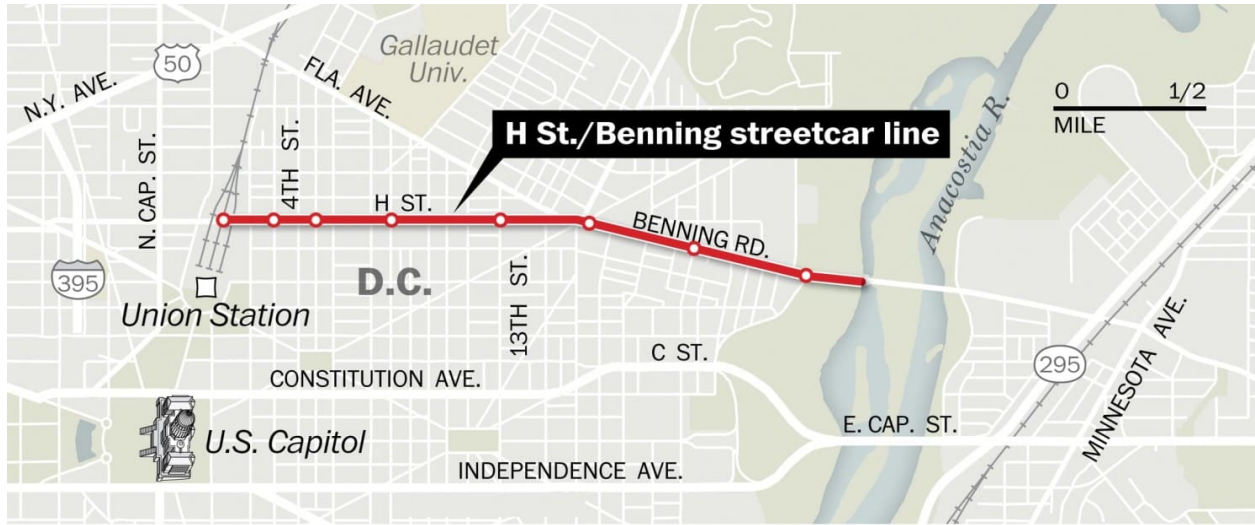 Gallaudet
Univ.
50
N.Y. AVE.
FLA. AVE.
0 1/2
MILE
H St./Benning streetcar line
N. CAP. ST.
4TH ST.
H ST.
BENNING RD.
Anacostia R.
395
D.C.
Union Station
13TH ST.
C ST.
295
MINNESOTA AVE.
CONSTITUTION AVE.
U.S. Capitol
E. CAP. ST.
INDEPENDENCE AVE.